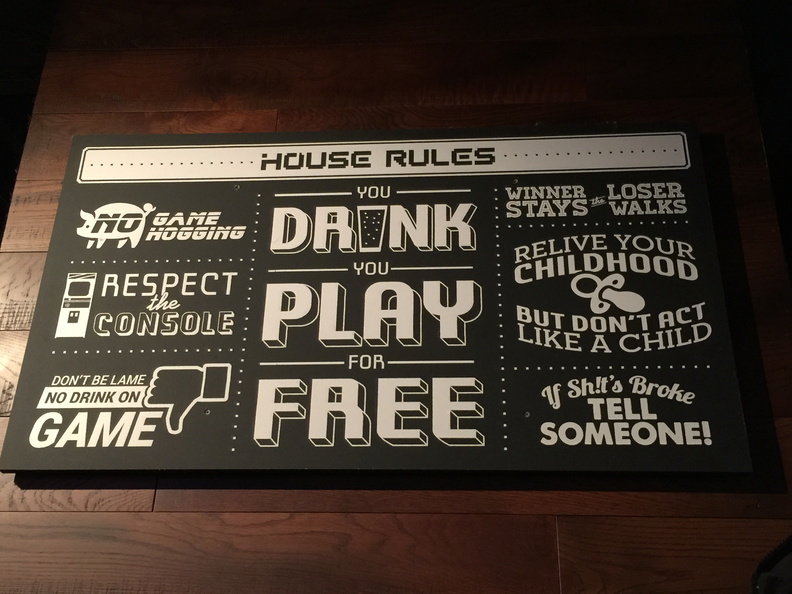 HOUSE RULES
NO GAME
HOGGING
RESPECT
the
CONSOLE
DON'T BE LAME
NO DRINK ON
GAME
YOU
DRINK
YOU
PLAY
FOR
FREE
WINNER
STAYS the LOSER
WALKS
RELIVE YOUR
CHILDHOOD
BUT DON'T ACT
LIKE A CHILD
If Sh!t's Broke
TELL
SOMEONE!